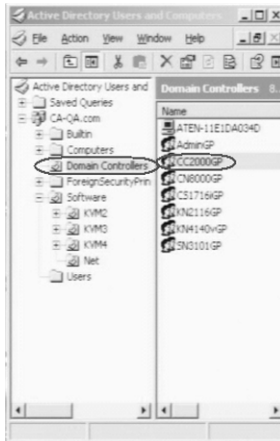 Active Directory Users and Computers
File Action View Window Help
Active Directory Users and
Saved Queries
CA-QA.com
Builtin
Computers
Domain Controllers
ForeignSecurityPrin
Software
KVM2
KVM3
KVM4
Net
Users
Domain Controllers 8...
Name
ATEN-11E1DA034D
AdminGP
CC2000GP
CN8000GP
CS1716iGP
KN2116GP
KN4140vGP
SN3101GP